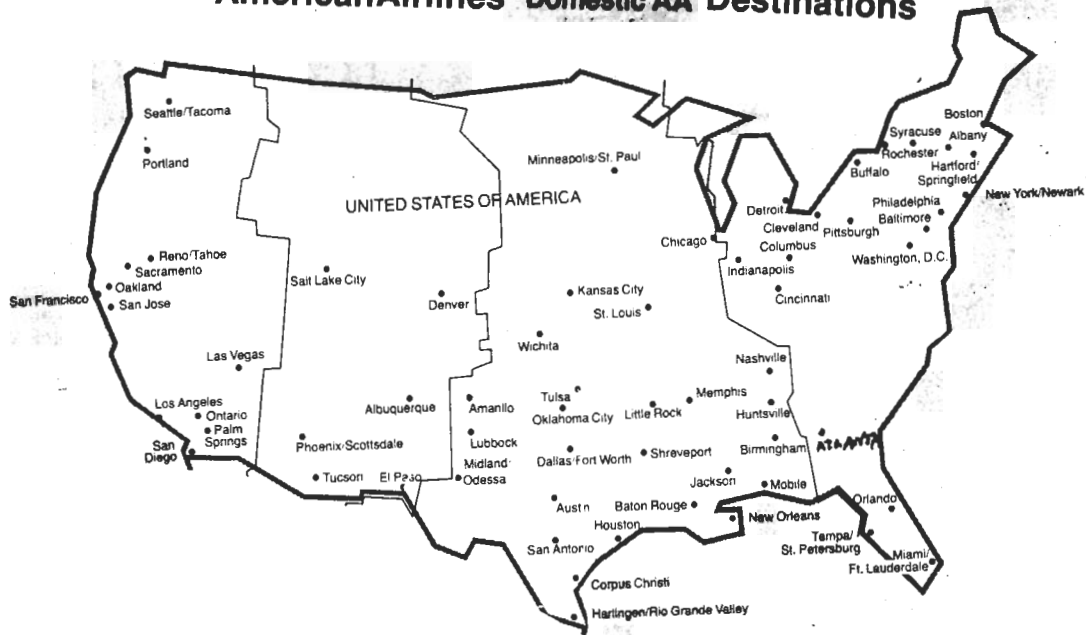 American Airlines Domestic AA Destinations
Seattle/Tacoma
Portland
Minneapolis/St. Paul
UNITED STATES OF AMERICA
Boston
Syracuse
Albany
Rochester
Buffalo
Hartford/
Springfield
New York/Newark
Detroit
Cleveland
Pittsburgh
Philadelphia
Baltimore
Washington, D.C.
Chicago
Columbus
Indianapolis
Cincinnati
Reno/Tahoe
Sacramento
Oakland
San Francisco
San Jose
Salt Lake City
Denver
Kansas City
St. Louis
Wichita
Las Vegas
Nashville
Los Angeles
Ontario
Palm
Springs
San
Diego
Albuquerque
Amarillo
Tulsa
Oklahoma City
Little Rock
Memphis
Huntsville
Phoenix/Scottsdale
Lubbock
Dallas/Fort Worth
Shreveport
Birmingham
ATLANTA
Tucson
El Paso
Midland/
Odessa
Jackson
Mobile
Austin
Baton Rouge
New Orleans
Orlando
Houston
San Antonio
Tampa/
St. Petersburg
Miami/
Ft. Lauderdale
Corpus Christi
Harlingen/Rio Grande Valley